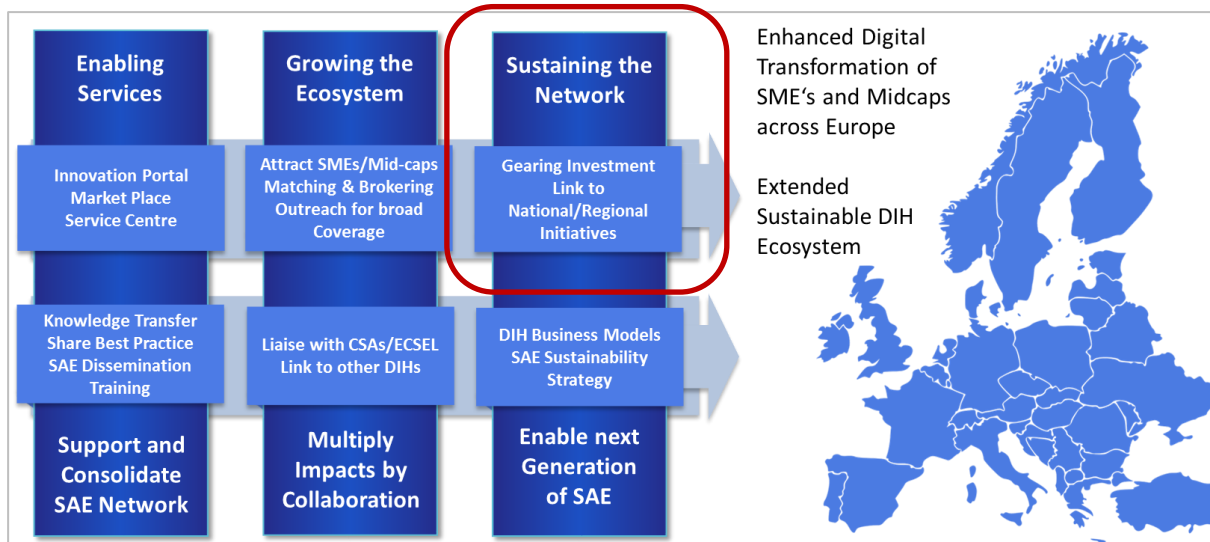 Enabling
Services
Innovation Portal
Market Place
Service Centre
Knowledge Transfer
Share Best Practice
SAE Dissemination
Training
Support and
Consolidate
SAE Network
Growing the
Ecosystem
Attract SMEs/Mid-caps
Matching & Brokering
Outreach for broad
Coverage
Liaise with CSAs/ECSEL
Link to other DIHs
Multiply
Impacts by
Collaboration
Sustaining the
Network
Gearing Investment
Link to
National/Regional
Initiatives
DIH Business Models
SAE Sustainability
Strategy
Enable next
Generation
of SAE
Enhanced Digital
Transformation of
SME‘s and Midcaps
across Europe
Extended
Sustainable DIH
Ecosystem